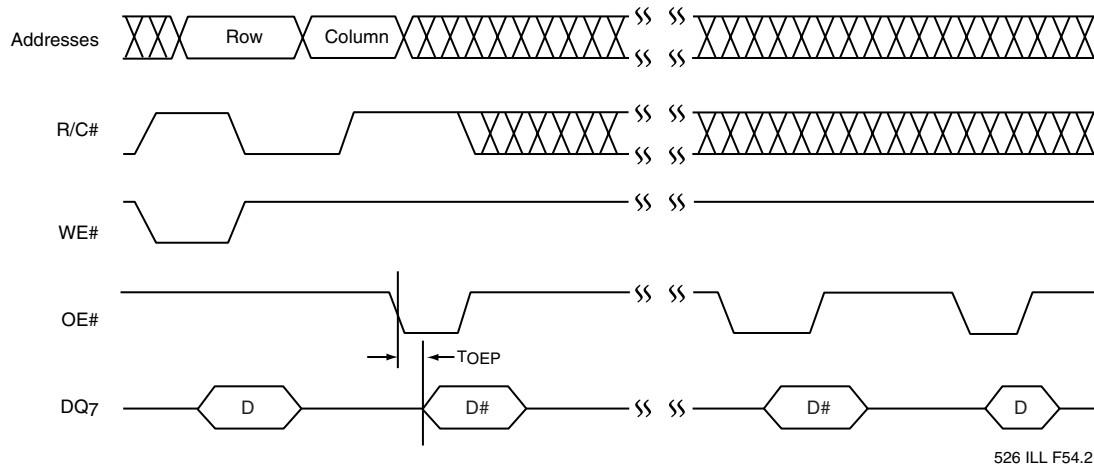 Addresses
Row
Column
R/C#
WE#
OE#
TOEP
DQ7
D
D#
D#
D
526 ILL F54.2